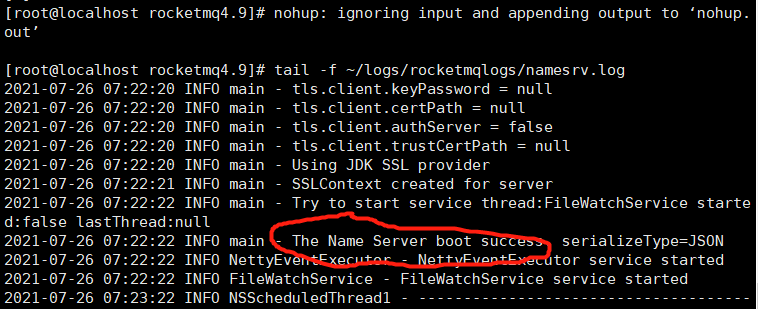 [root@localhost rocketmq4.9]# nohup: ignoring input and appending output to ‘nohup.
out’
[root@localhost rocketmq4.9]# tail -f ~/logs/rocketmqlogs/namesrv.log
2021-07-26 07:22:20 INFO main - tls.client.keyPassword = null
2021-07-26 07:22:20 INFO main - tls.client.certPath = null
2021-07-26 07:22:20 INFO main - tls.client.authServer = false
2021-07-26 07:22:20 INFO main - tls.client.trustCertPath = null
2021-07-26 07:22:20 INFO main - Using JDK SSL provider
2021-07-26 07:22:21 INFO main - SSLContext created for server
2021-07-26 07:22:22 INFO main - Try to start service thread:FileWatchService starte
d:false lastThread:null
2021-07-26 07:22:22 INFO main - The Name Server boot success. serializeType=JSON
2021-07-26 07:22:22 INFO NettyEventExecutor - NettyEventExecutor service started
2021-07-26 07:22:22 INFO FileWatchService - FileWatchService service started
2021-07-26 07:23:22 INFO NSScheduledThread1 - -------------------------------------